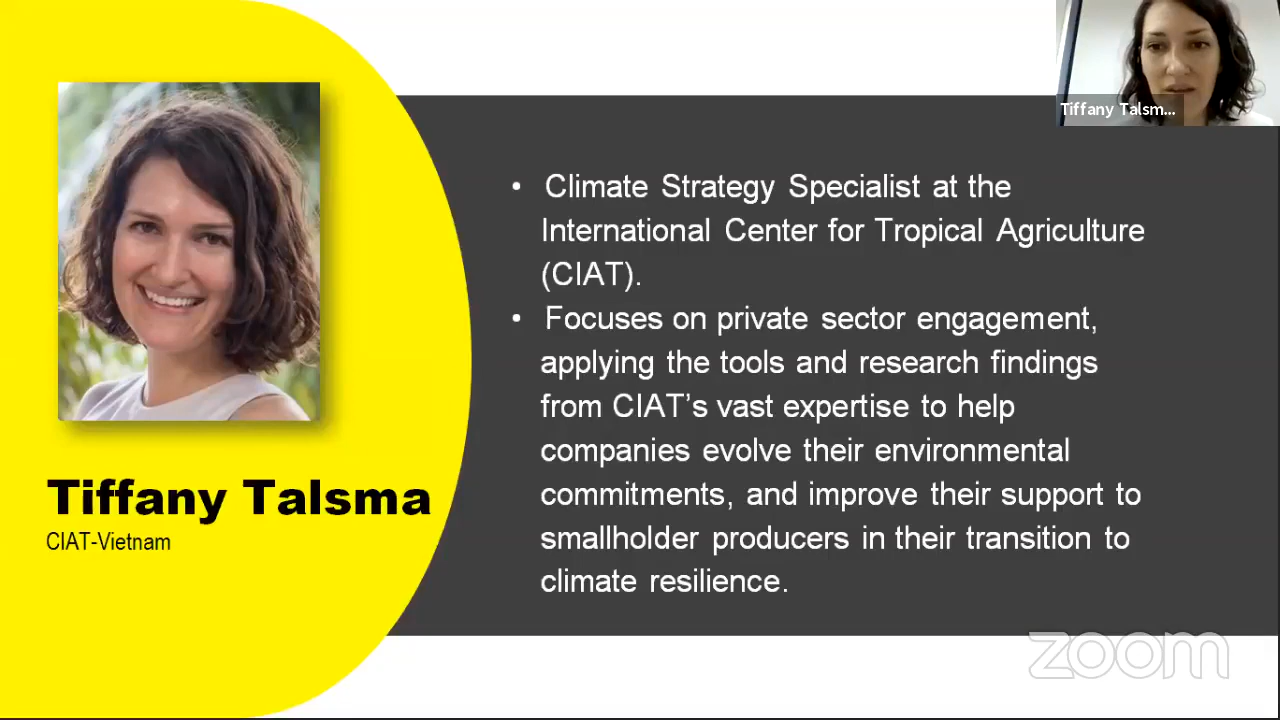 Tiffany Talsm...
• Climate Strategy Specialist at the
International Center for Tropical Agriculture
(CIAT).
• Focuses on private sector engagement,
applying the tools and research findings
from CIAT’s vast expertise to help
companies evolve their environmental
commitments, and improve their support to
smallholder producers in their transition to
climate resilience.
Tiffany Talsma
CIAT-Vietnam
zoom